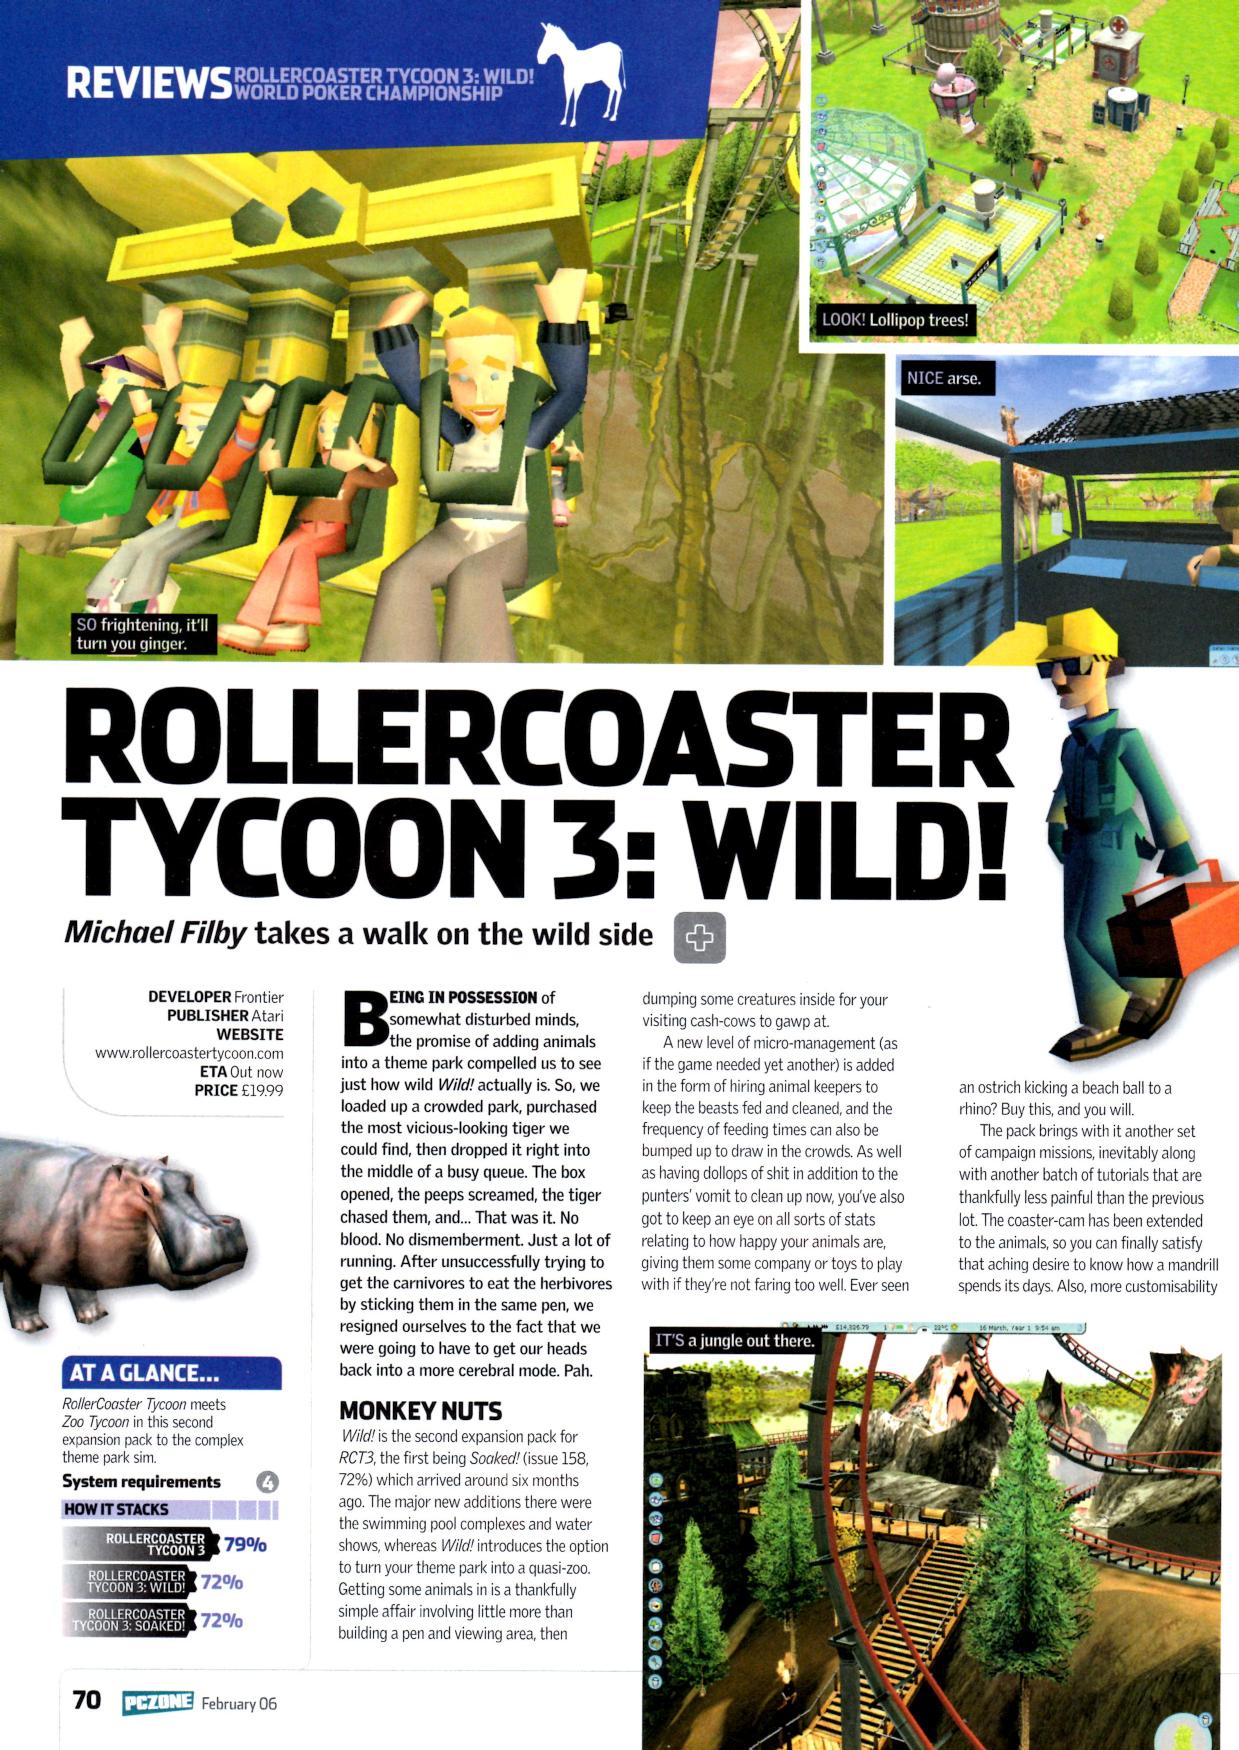 REVIEWS
ROLLERCOASTER TYCOON 3: WILD!
WORLD POKER CHAMPIONSHIP
LOOK! Lollipop trees!
NICE arse.
SO frightening, it'll
turn you ginger.
ROLLERCOASTER
TYCOON 3: WILD!
Michael Filby takes a walk on the wild side
DEVELOPER Frontier
PUBLISHER Atari
WEBSITE
www.rollercoastertycoon.com
ETA Out now
PRICE £19.99
AT A GLANCE...
RollerCoaster Tycoon meets
Zoo Tycoon in this second
expansion pack to the complex
theme park sim.
System requirements 4
HOW IT STACKS
ROLLERCOASTER
TYCOON 3 79%
ROLLERCOASTER
TYCOON 3: WILD! 72%
ROLLERCOASTER
TYCOON 3: SOAKED! 72%
BEING IN POSSESSION of
somewhat disturbed minds,
the promise of adding animals
into a theme park compelled us to see
just how wild Wild! actually is. So, we
loaded up a crowded park, purchased
the most vicious-looking tiger we
could find, then dropped it right into
the middle of a busy queue. The box
opened, the peeps screamed, the tiger
chased them, and... That was it. No
blood. No dismemberment. Just a lot of
running. After unsuccessfully trying to
get the carnivores to eat the herbivores
by sticking them in the same pen, we
resigned ourselves to the fact that we
were going to have to get our heads
back into a more cerebral mode. Pah.
MONKEY NUTS
Wild! is the second expansion pack for
RCT3, the first being Soaked! (issue 158,
72%) which arrived around six months
ago. The major new additions there were
the swimming pool complexes and water
shows, whereas Wild! introduces the option
to turn your theme park into a quasi-zoo.
Getting some animals in is a thankfully
simple affair involving little more than
building a pen and viewing area, then
dumping some creatures inside for your
visiting cash-cows to gawp at.
A new level of micro-management (as
if the game needed yet another) is added
in the form of hiring animal keepers to
keep the beasts fed and cleaned, and the
frequency of feeding times can also be
bumped up to draw in the crowds. As well
as having dollops of shit in addition to the
punters' vomit to clean up now, you've also
got to keep an eye on all sorts of stats
relating to how happy your animals are,
giving them some company or toys to play
with if they're not faring too well. Ever seen
an ostrich kicking a beach ball to a
rhino? Buy this, and you will.
The pack brings with it another set
of campaign missions, inevitably along
with another batch of tutorials that are
thankfully less painful than the previous
lot. The coaster-cam has been extended
to the animals, so you can finally satisfy
that aching desire to know how a mandrill
spends its days. Also, more customisability
IT'S a jungle out there.
£14,826.79 22°C 16 March, Year 1 9:54 am
70 PCZONE February 06